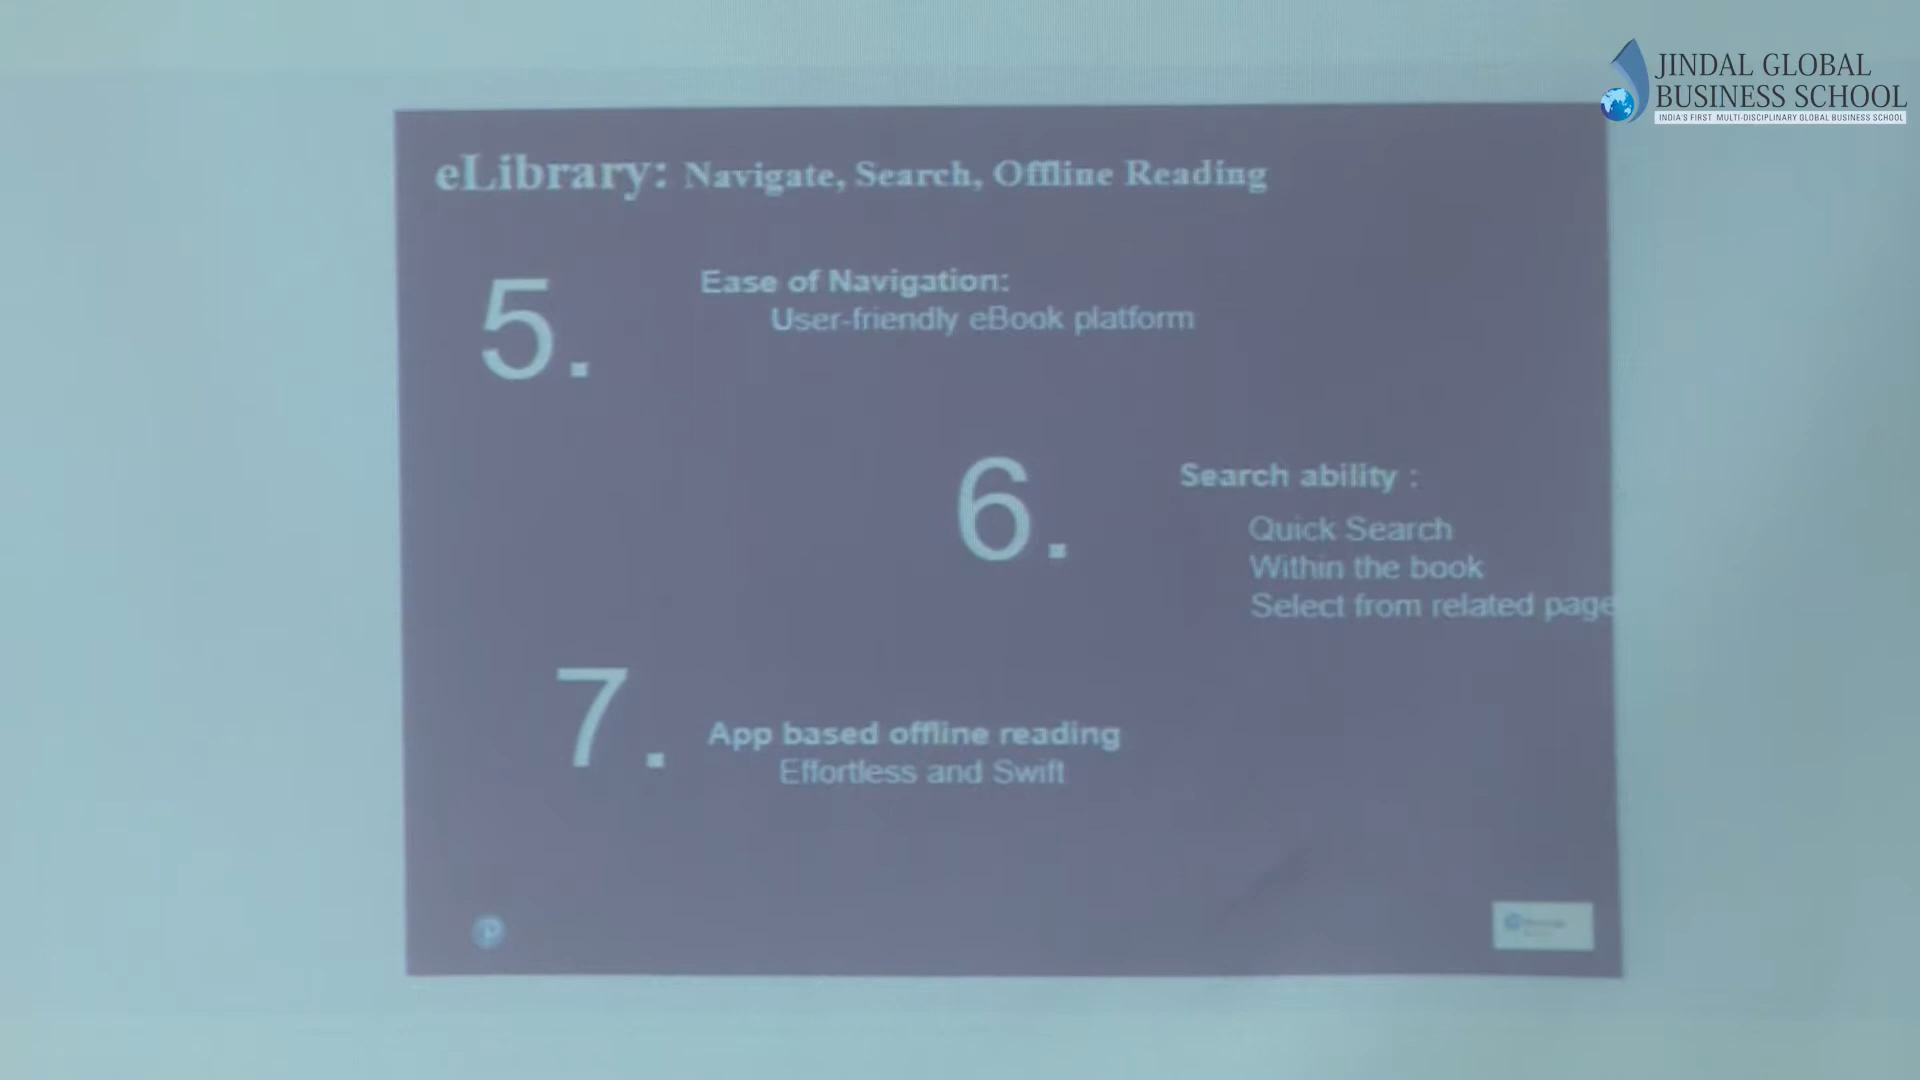 JINDAL GLOBAL
BUSINESS SCHOOL
INDIA'S FIRST MULTI-DISCIPLINARY GLOBAL BUSINESS SCHOOL
eLibrary: Navigate, Search, Offline Reading
5.
Ease of Navigation:
User-friendly eBook platform
6.
Search ability :
Quick Search
Within the book
Select from related page
7.
App based offline reading
Effortless and Swift
P